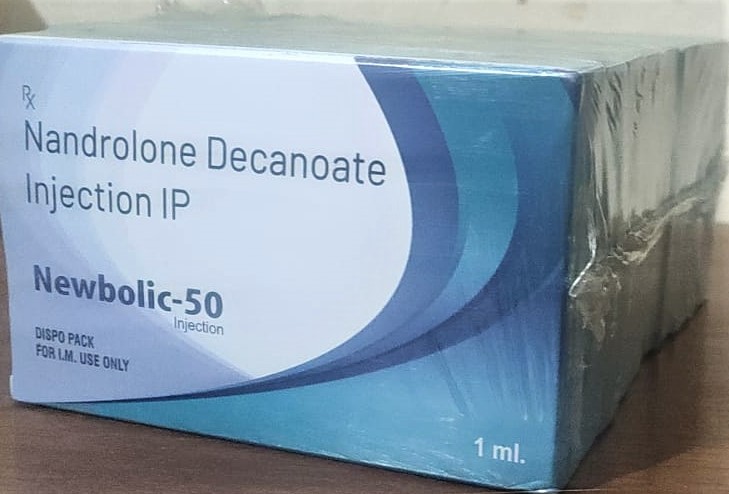 Rx
Nandrolone Decanoate
Injection IP
Newbolic-50
Injection
DISPO PACK
FOR I.M. USE ONLY
1 ml.